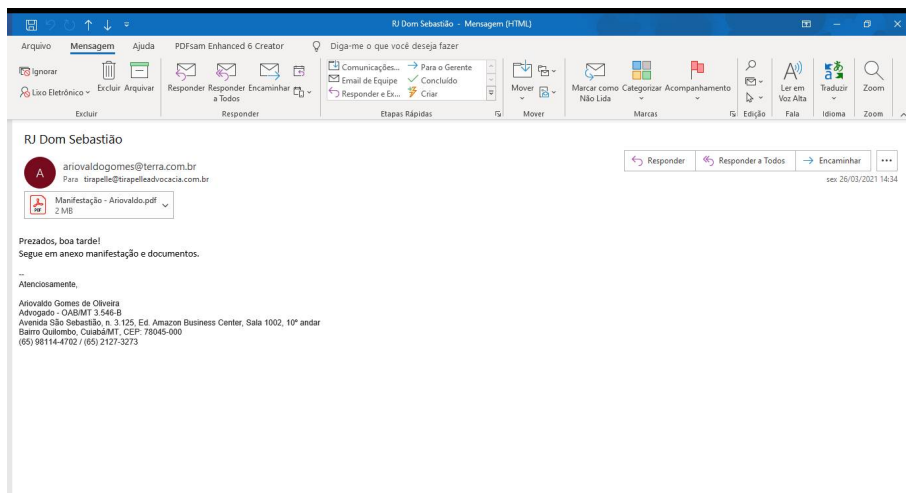 RJ Dom Sebastião - Mensagem (HTML)
Arquivo Mensagem Ajuda PDFsam Enhanced 6 Creator Diga-me o que você deseja fazer
Ignorar
Lixo Eletrônico
Excluir Arquivar
Responder Responder Encaminhar
a Todos
Comunicações... Para o Gerente
Email de Equipe Concluído
Responder e Ex... Criar
Mover
Marcar como Categorizar Acompanhamento
Não Lida
Ler em Traduzir Zoom
Voz Alta
Excluir Responder Etapas Rápidas Mover Marcas Edição Fala Idioma Zoom
RJ Dom Sebastião
A
ariovaldogomes@terra.com.br
Para tirapelle@tirapelleadvocacia.com.br
Responder Responder a Todos Encaminhar ...
sex 26/03/2021 14:34
PDF
Manifestação - Ariovaldo.pdf
2 MB
Prezados, boa tarde!
Segue em anexo manifestação e documentos.
--
Atenciosamente,
Ariovaldo Gomes de Oliveira
Advogado - OAB/MT 3.546-B
Avenida São Sebastião, n. 3.125, Ed. Amazon Business Center, Sala 1002, 10º andar
Bairro Quilombo, Cuiabá/MT, CEP: 78045-000
(65) 98114-4702 / (65) 2127-3273